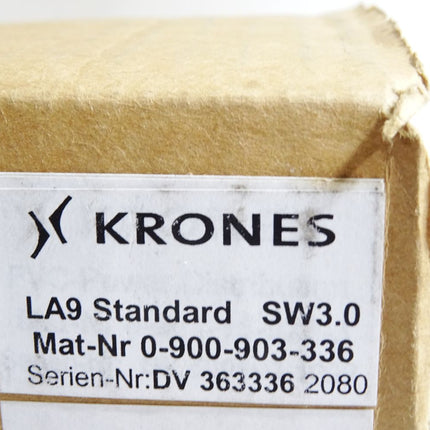 KRONES
LA9 Standard SW3.0
Mat-Nr 0-900-903-336
Serien-Nr:DV 363336 2080